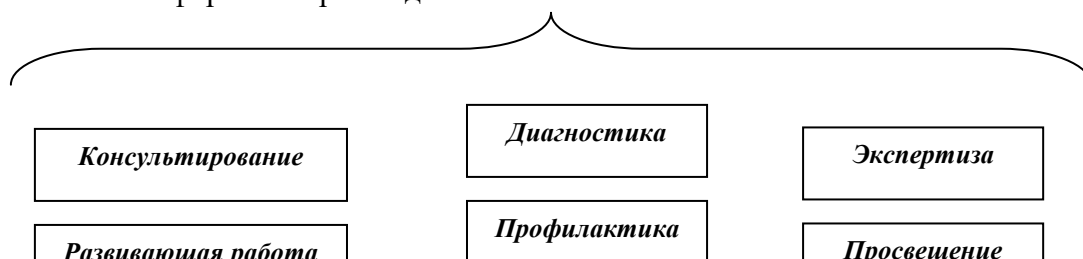 Консультирование
Диагностика
Экспертиза
Развивающая работа
Профилактика
Просвещение